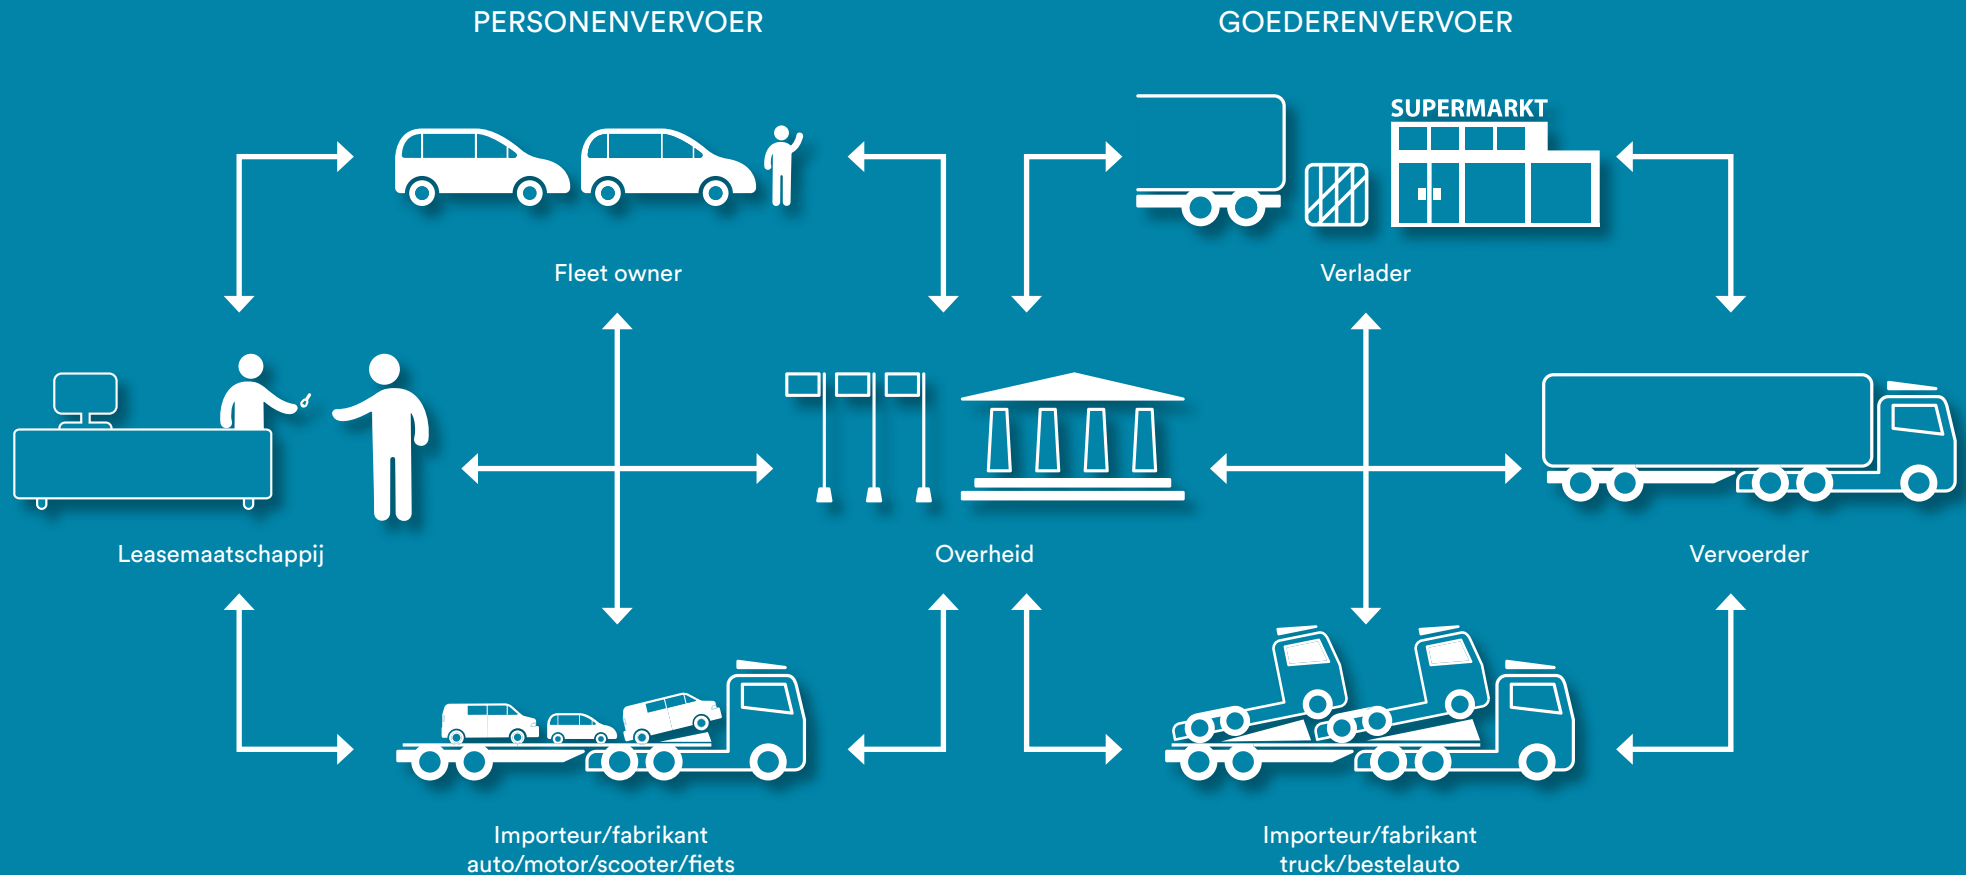 PERSONENVERVOER
GOEDERENVERVOER
SUPERMARKT
Fleet owner
Verlader
Leasemaatschappij
Overheid
Vervoerder
Importeur/fabrikant
auto/motor/scooter/fiets
Importeur/fabrikant
truck/bestelauto